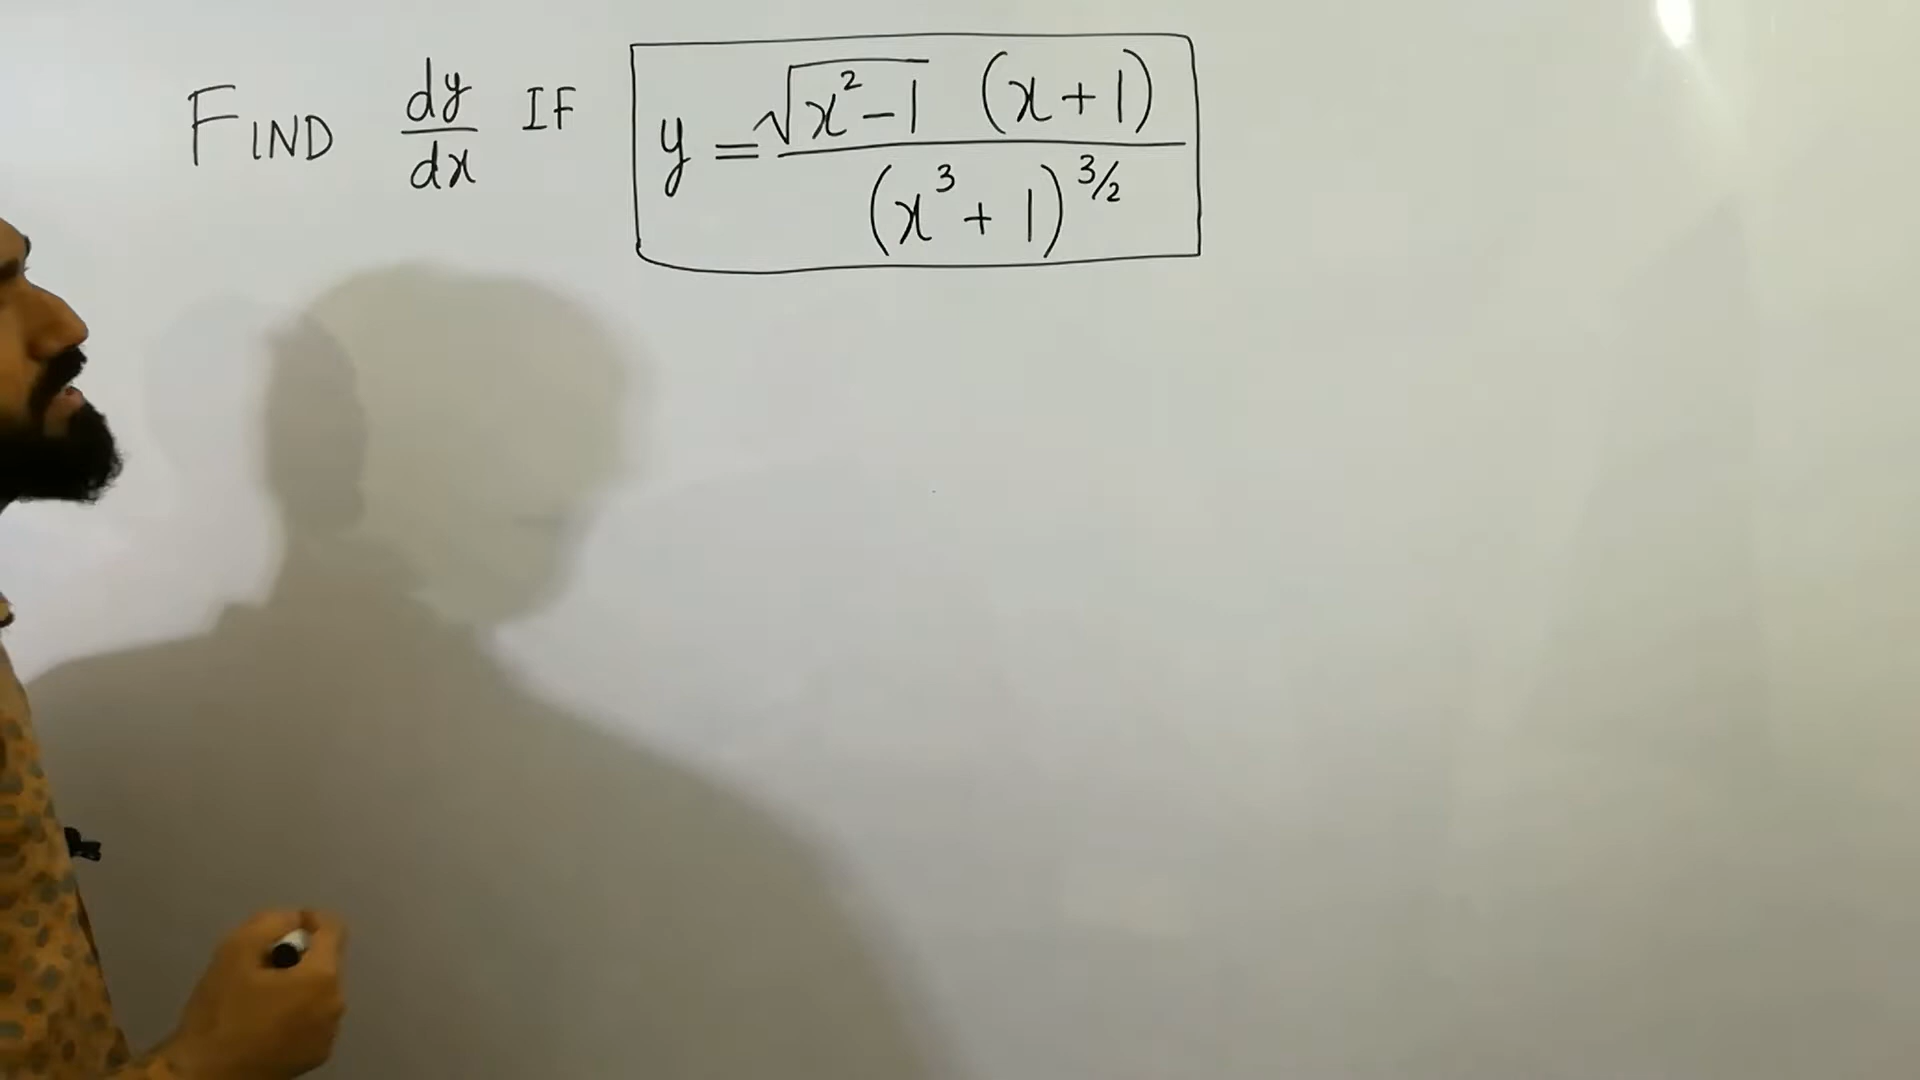 FIND dy/dx IF y = √(x²-1) (x+1) / (x³+1)^3/2